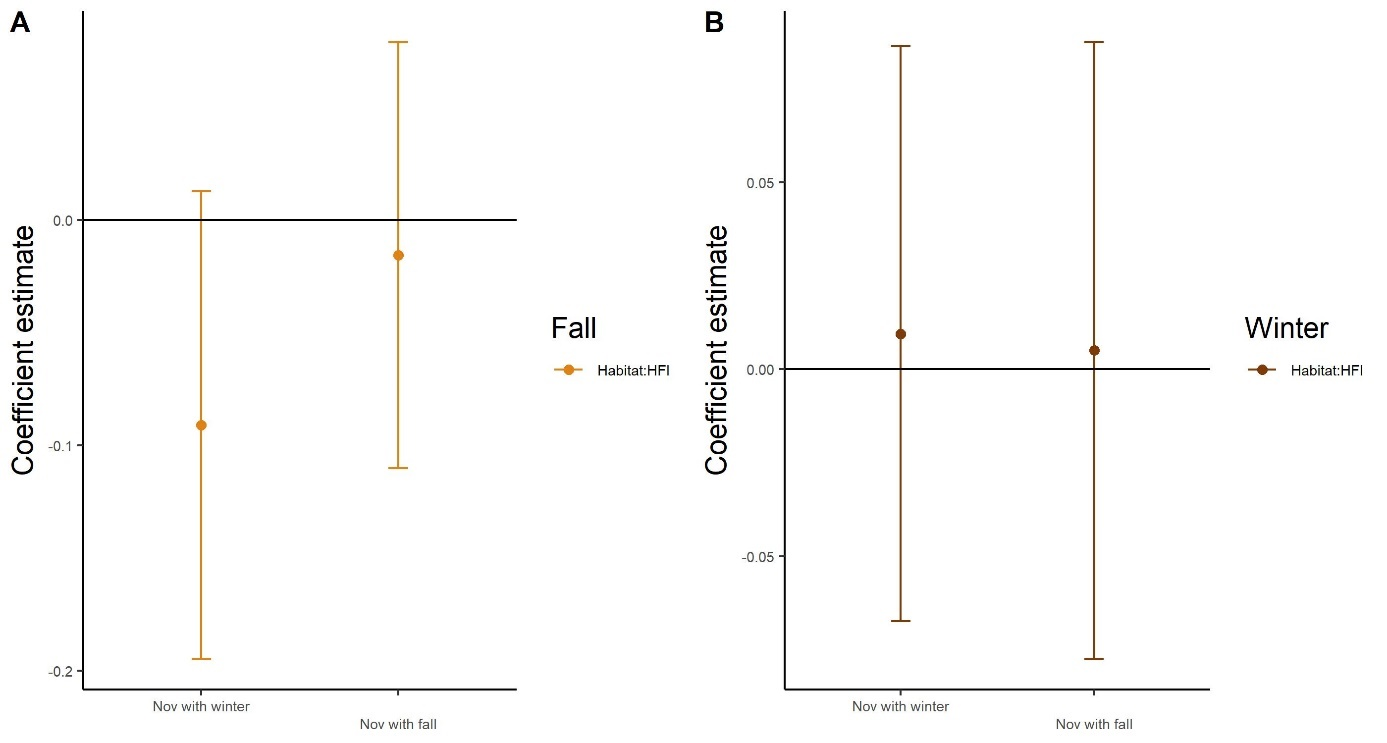 A
Coefficient estimate
0.0
-0.1
-0.2
Nov with winter
Nov with fall
Fall
Habitat:HFI
B
Coefficient estimate
0.05
0.00
-0.05
Nov with winter
Nov with fall
Winter
Habitat:HFI